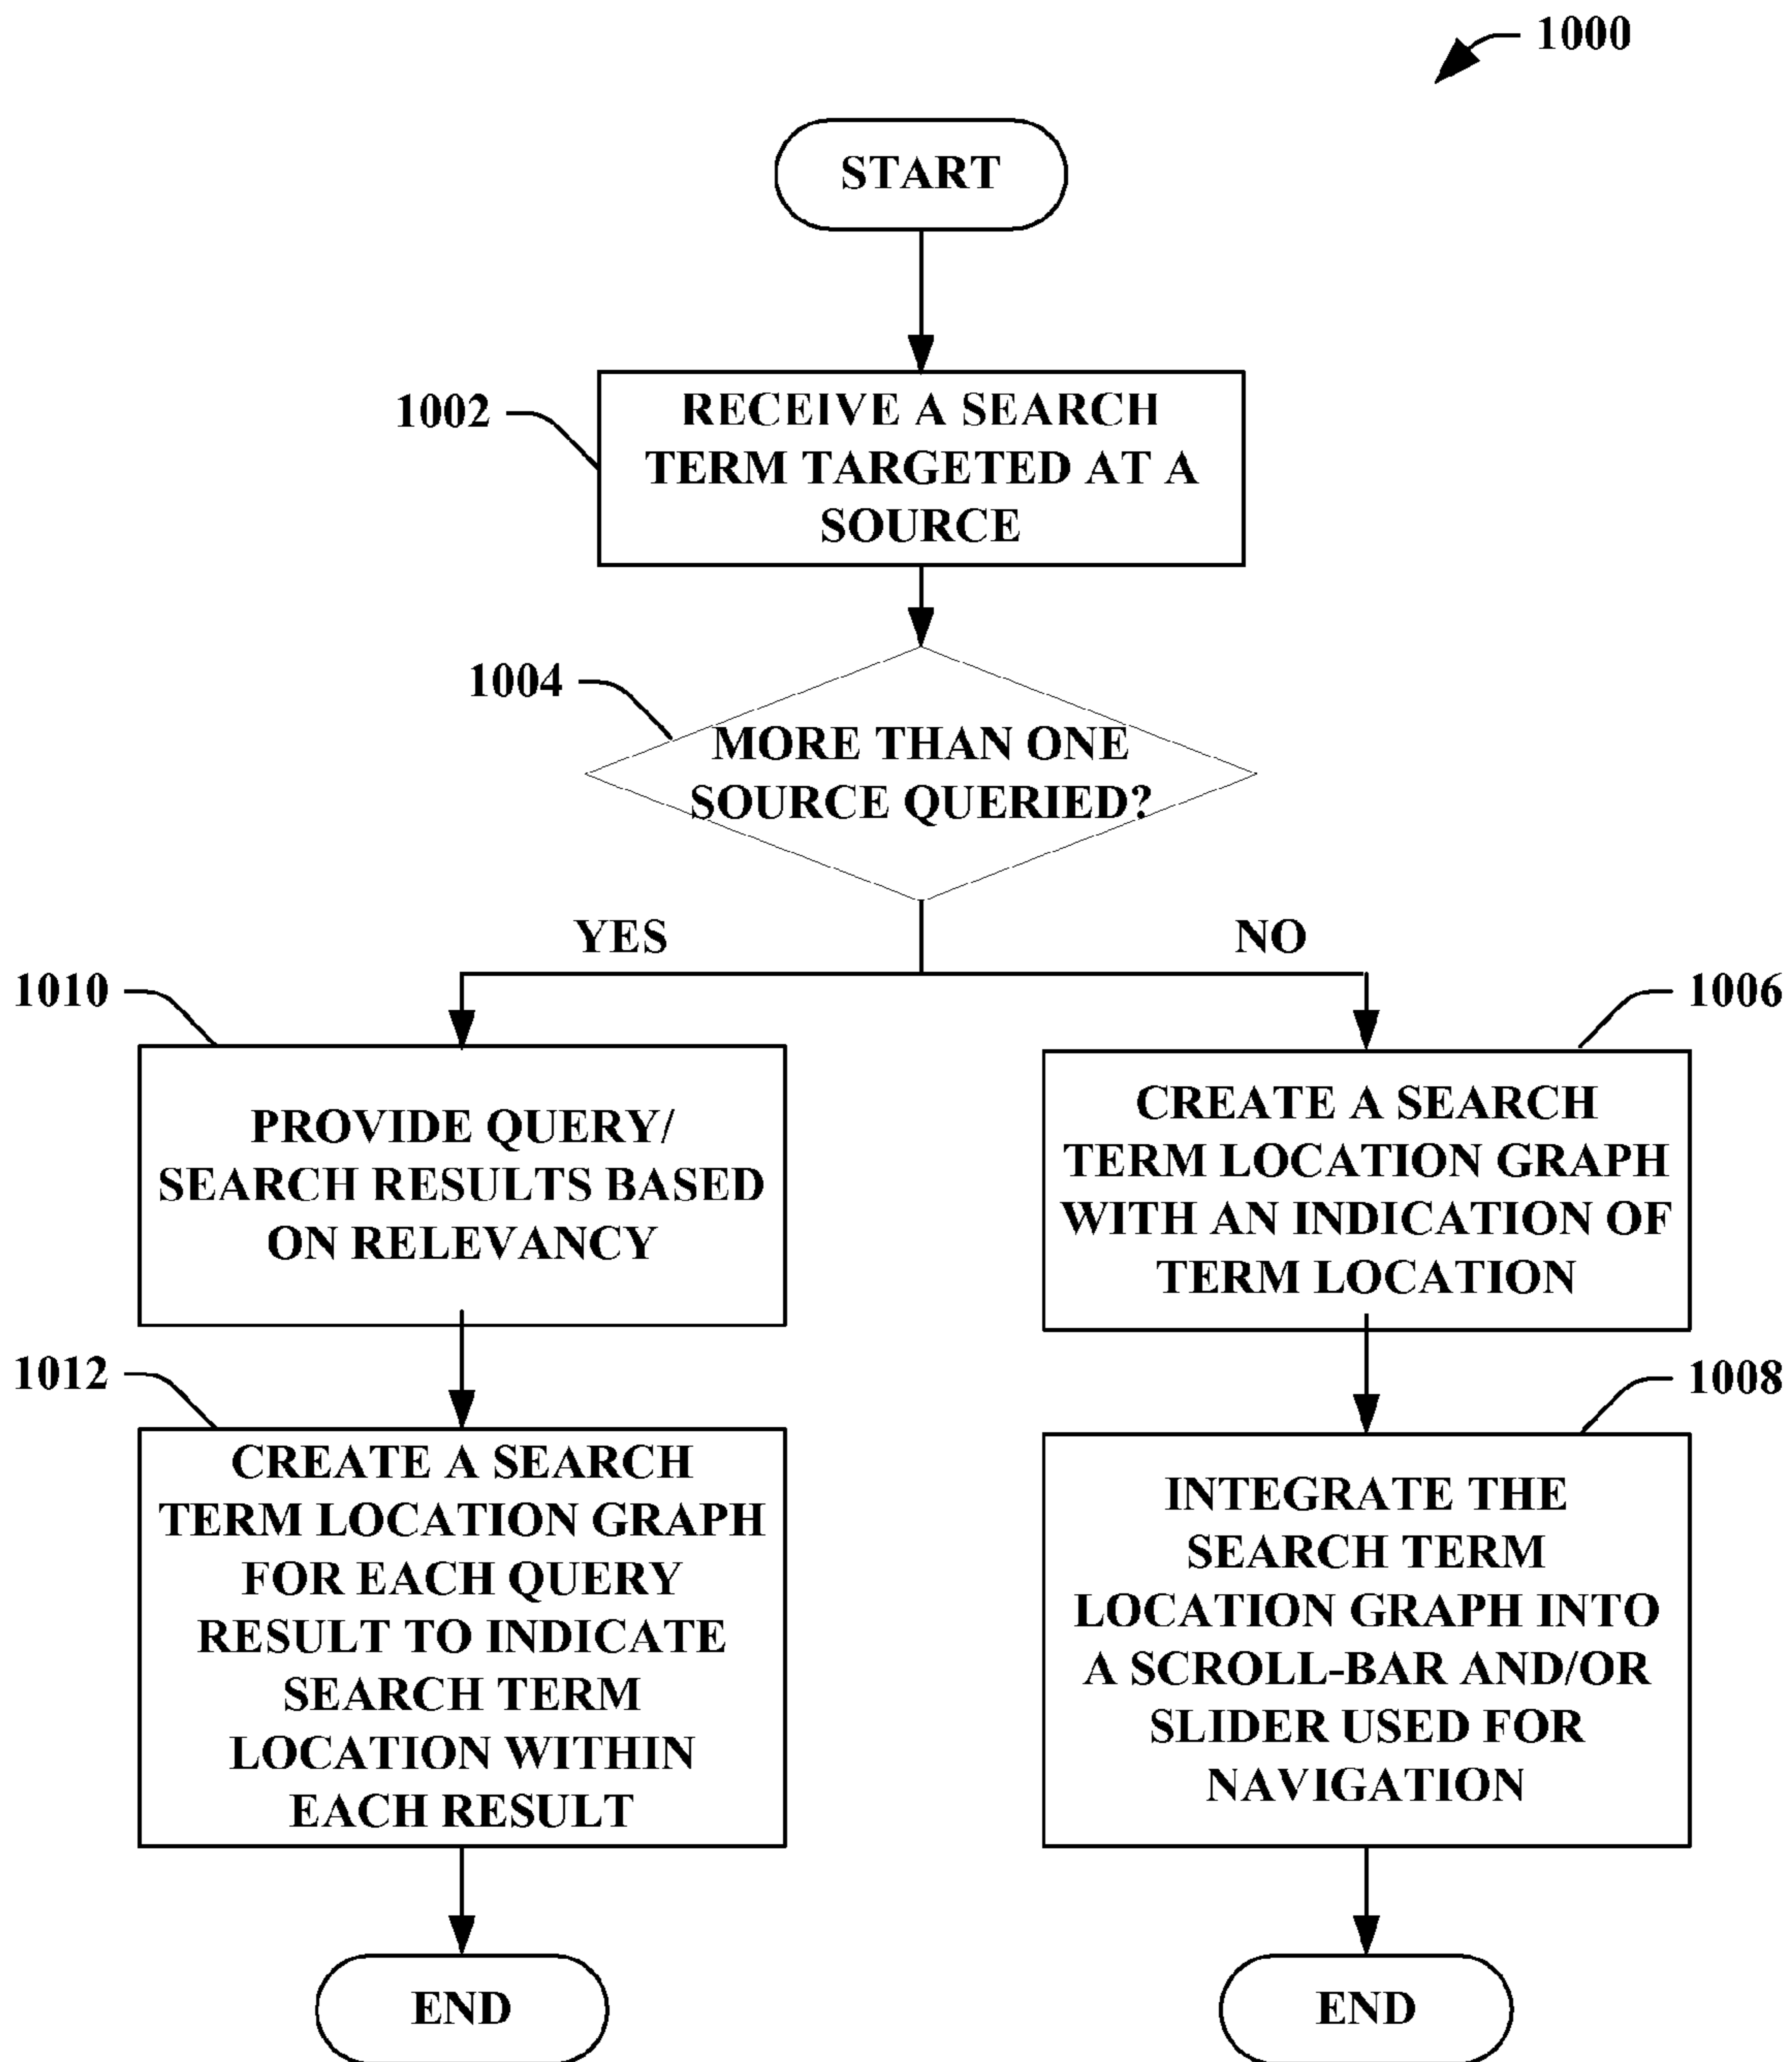 1000
START
1002
RECEIVE A SEARCH
TERM TARGETED AT A
SOURCE
1004
MORE THAN ONE
SOURCE QUERIED?
YES
NO
1010
PROVIDE QUERY/
SEARCH RESULTS BASED
ON RELEVANCY
1006
CREATE A SEARCH
TERM LOCATION GRAPH
WITH AN INDICATION OF
TERM LOCATION
1012
CREATE A SEARCH
TERM LOCATION GRAPH
FOR EACH QUERY
RESULT TO INDICATE
SEARCH TERM
LOCATION WITHIN
EACH RESULT
1008
INTEGRATE THE
SEARCH TERM
LOCATION GRAPH INTO
A SCROLL-BAR AND/OR
SLIDER USED FOR
NAVIGATION
END
END